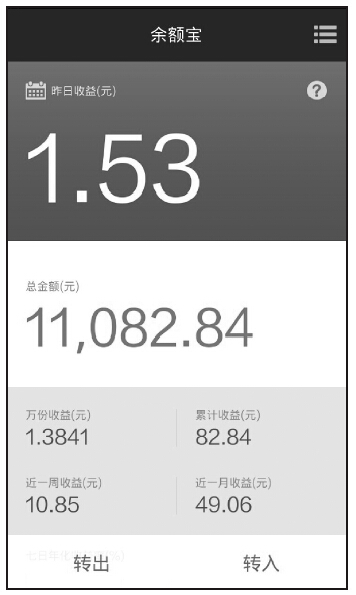 余额宝
昨日收益(元)
?
1.53
总金额(元)
11,082.84
万份收益(元) 累计收益(元)
1.3841 82.84
近一周收益(元) 近一月收益(元)
10.85 49.06
转出 转入